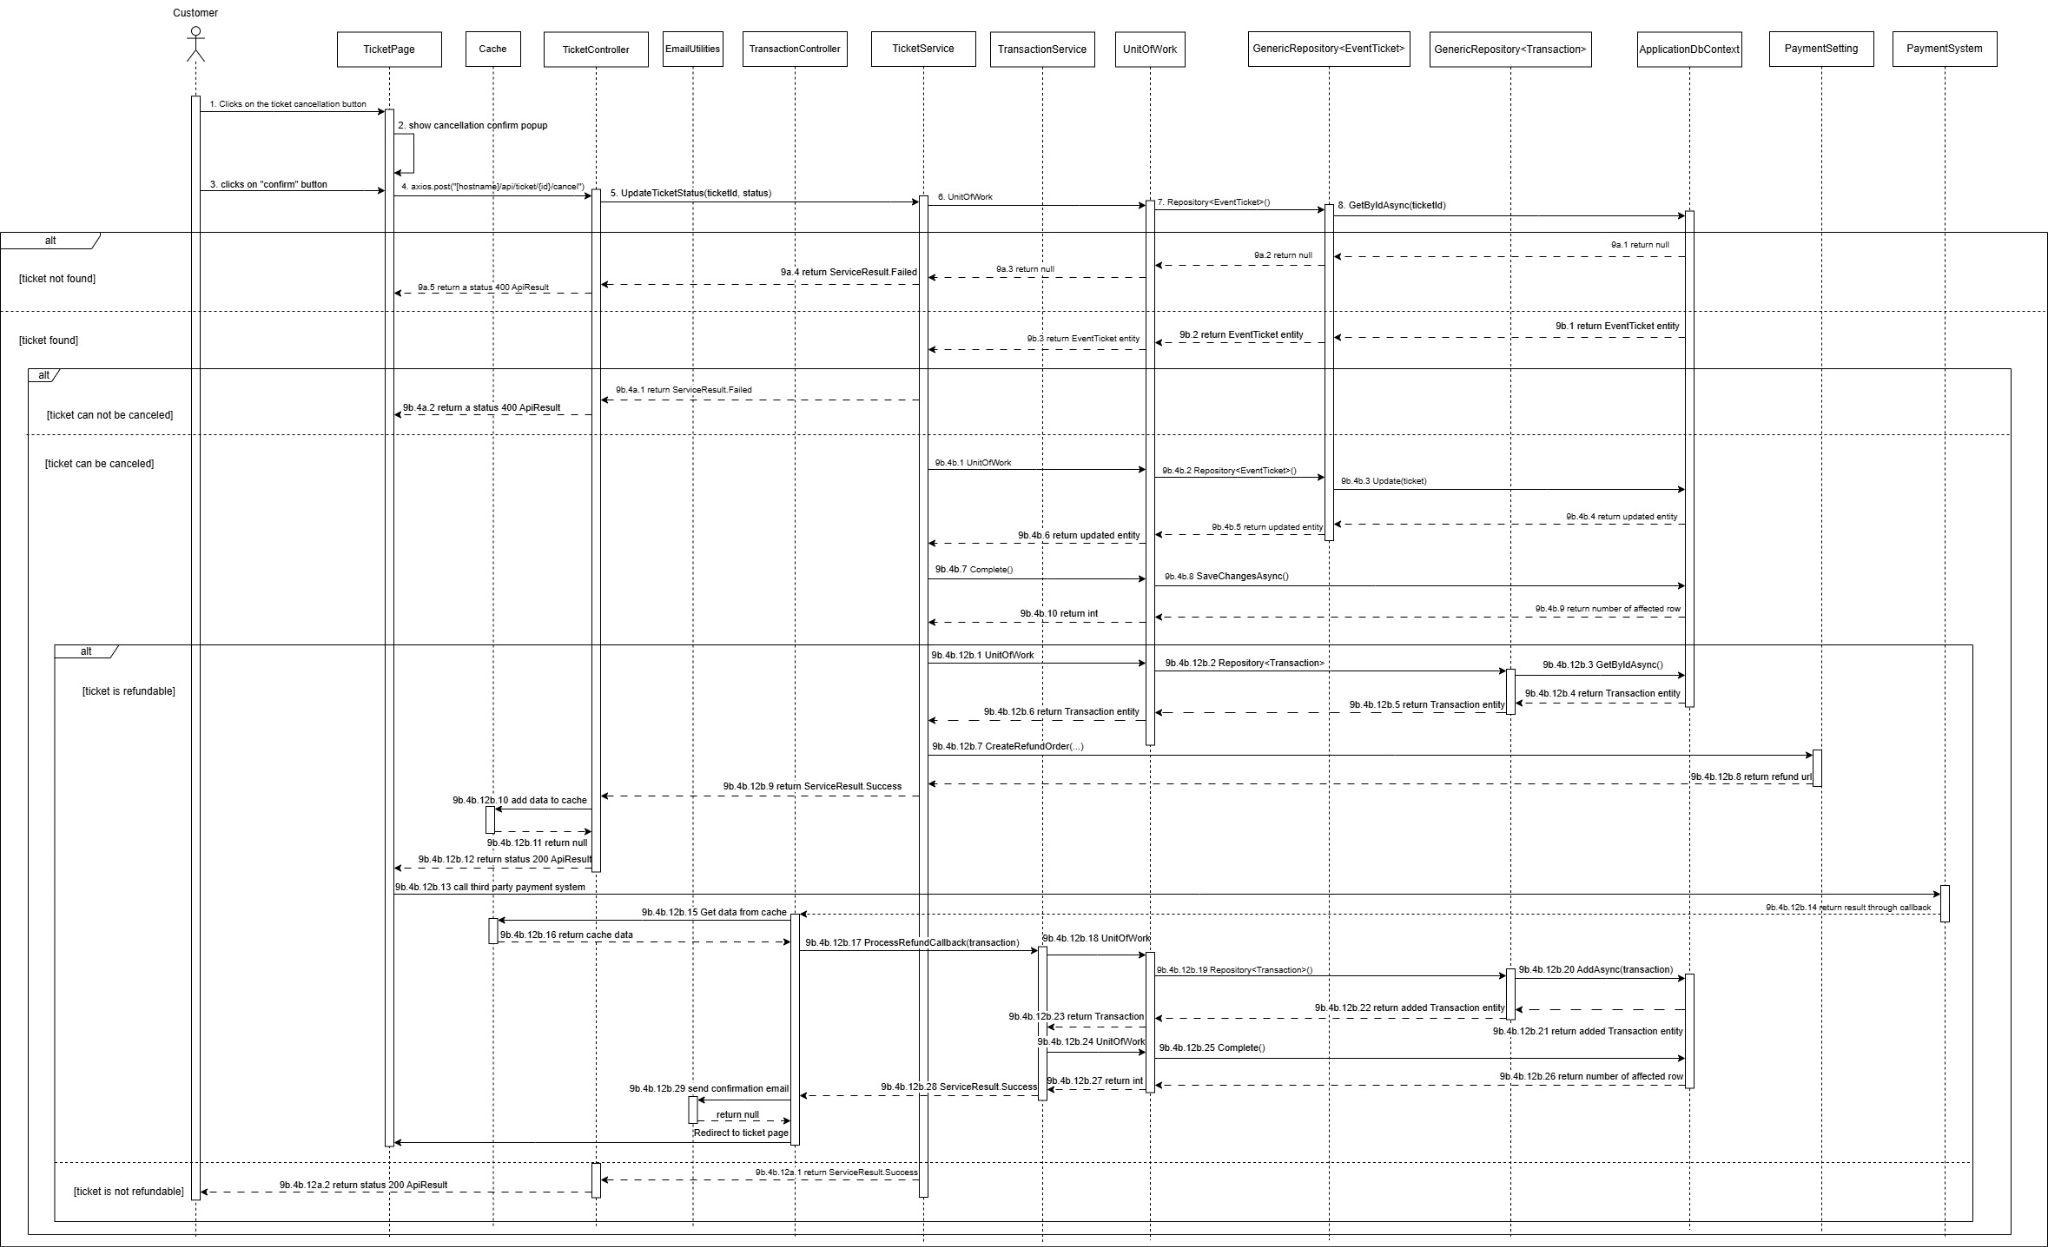 Customer
TicketPage
Cache
TicketController
EmailUtilities
TransactionController
TicketService
TransactionService
UnitOfWork
GenericRepository<EventTicket>
GenericRepository<Transaction>
ApplicationDbContext
PaymentSetting
PaymentSystem
1. Clicks on the ticket cancellation button
2. show cancellation confirm popup
3. clicks on "confirm" button
4. axios.post("[hostname]/api/ticket/{id}/cancel")
5. UpdateTicketStatus(ticketId, status)
6. UnitOfWork
7. Repository<EventTicket>()
8. GetByIdAsync(ticketId)
alt
[ticket not found]
9a.1 return null
9a.2 return null
9a.3 return null
9a.4 return ServiceResult.Failed
9a.5 return a status 400 ApiResult
[ticket found]
9b.1 return EventTicket entity
9b.2 return EventTicket entity
9b.3 return EventTicket entity
alt
[ticket can not be canceled]
9b.4a.1 return ServiceResult.Failed
9b.4a.2 return a status 400 ApiResult
[ticket can be canceled]
9b.4b.1 UnitOfWork
9b.4b.2 Repository<EventTicket>()
9b.4b.3 Update(ticket)
9b.4b.4 return updated entity
9b.4b.5 return updated entity
9b.4b.6 return updated entity
9b.4b.7 Complete()
9b.4b.8 SaveChangesAsync()
9b.4b.9 return number of affected row
9b.4b.10 return int
alt
[ticket is refundable]
9b.4b.12b.1 UnitOfWork
9b.4b.12b.2 Repository<Transaction>
9b.4b.12b.3 GetByIdAsync()
9b.4b.12b.4 return Transaction entity
9b.4b.12b.5 return Transaction entity
9b.4b.12b.6 return Transaction entity
9b.4b.12b.7 CreateRefundOrder(...)
9b.4b.12b.8 return refund url
9b.4b.12b.9 return ServiceResult.Success
9b.4b.12b.10 add data to cache
9b.4b.12b.11 return null
9b.4b.12b.12 return status 200 ApiResult
9b.4b.12b.13 call third party payment system
9b.4b.12b.14 return result through callback
9b.4b.12b.15 Get data from cache
9b.4b.12b.16 return cache data
9b.4b.12b.17 ProcessRefundCallback(transaction)
9b.4b.12b.18 UnitOfWork
9b.4b.12b.19 Repository<Transaction>()
9b.4b.12b.20 AddAsync(transaction)
9b.4b.12b.22 return added Transaction entity
9b.4b.12b.23 return Transaction
9b.4b.12b.21 return added Transaction entity
9b.4b.12b.24 UnitOfWork
9b.4b.12b.25 Complete()
9b.4b.12b.26 return number of affected row
9b.4b.12b.27 return int
9b.4b.12b.28 ServiceResult.Success
9b.4b.12b.29 send confirmation email
return null
Redirect to ticket page
9b.4b.12a.1 return ServiceResult.Success
[ticket is not refundable]
9b.4b.12a.2 return status 200 ApiResult